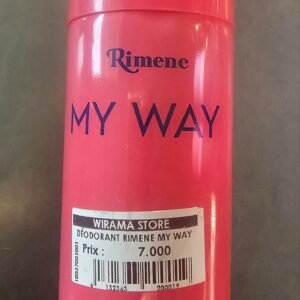 Rimene
MY WAY
WIRAMA STORE
DÉODORANT RIMENE MY WAY
Prix : 7.000